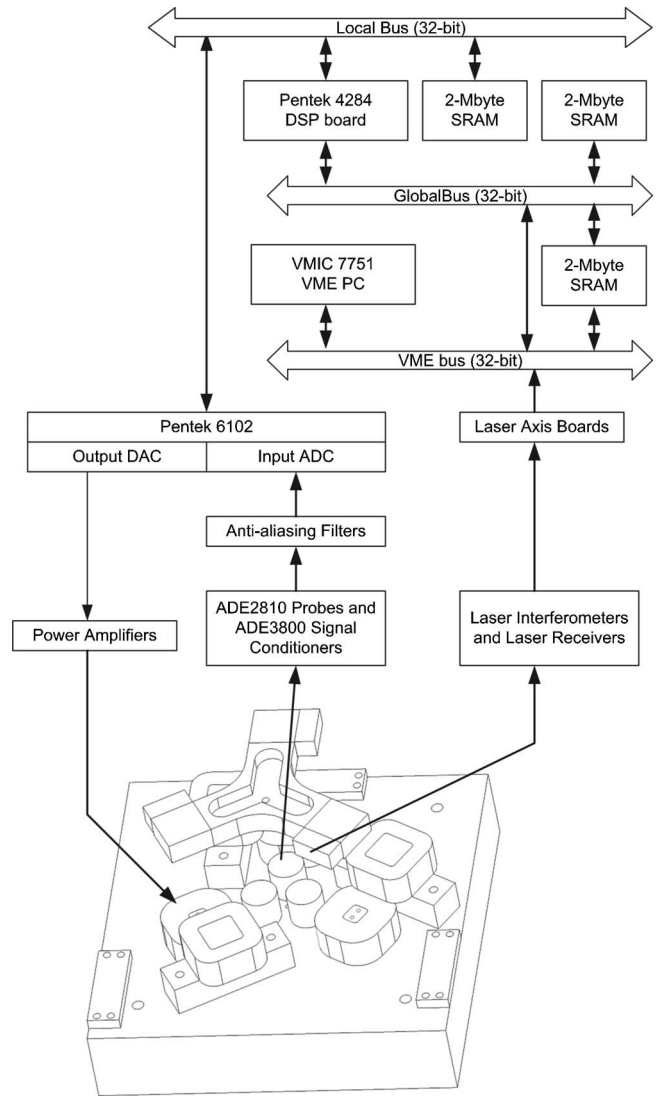 Local Bus (32-bit)
Pentek 4284
DSP board
2-Mbyte
SRAM
2-Mbyte
SRAM
GlobalBus (32-bit)
VMIC 7751
VME PC
2-Mbyte
SRAM
VME bus (32-bit)
Pentek 6102
Output DAC
Input ADC
Laser Axis Boards
Anti-aliasing Filters
Power Amplifiers
ADE2810 Probes and
ADE3800 Signal
Conditioners
Laser Interferometers
and Laser Receivers